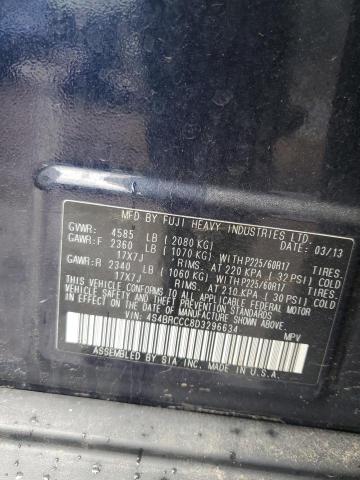 MFD BY FUJI HEAVY INDUSTRIES LTD.
GVWR: 4585 LB ( 2080 KG) DATE: 03/13
GAWR:F 2360 LB ( 1070 KG) WITH P225/60R17 TIRES.
17X7J RIMS. AT 220 KPA ( 32 PSI) COLD.
GAWR:R 2340 LB ( 1060 KG) WITH P225/60R17 TIRES.
17X7J RIMS. AT 210 KPA ( 30 PSI) COLD.
THIS VEHICLE CONFORMS TO ALL APPLICABLE FEDERAL MOTOR
VEHICLE SAFETY, BUMPER, AND THEFT PREVENTION STANDARDS
IN EFFECT ON THE DATE OF MANUFACTURE SHOWN ABOVE.
VIN: 4S4BRCCC8D3296634 MPV
ASSEMBLED BY SIA INC. MADE IN U.S.A.